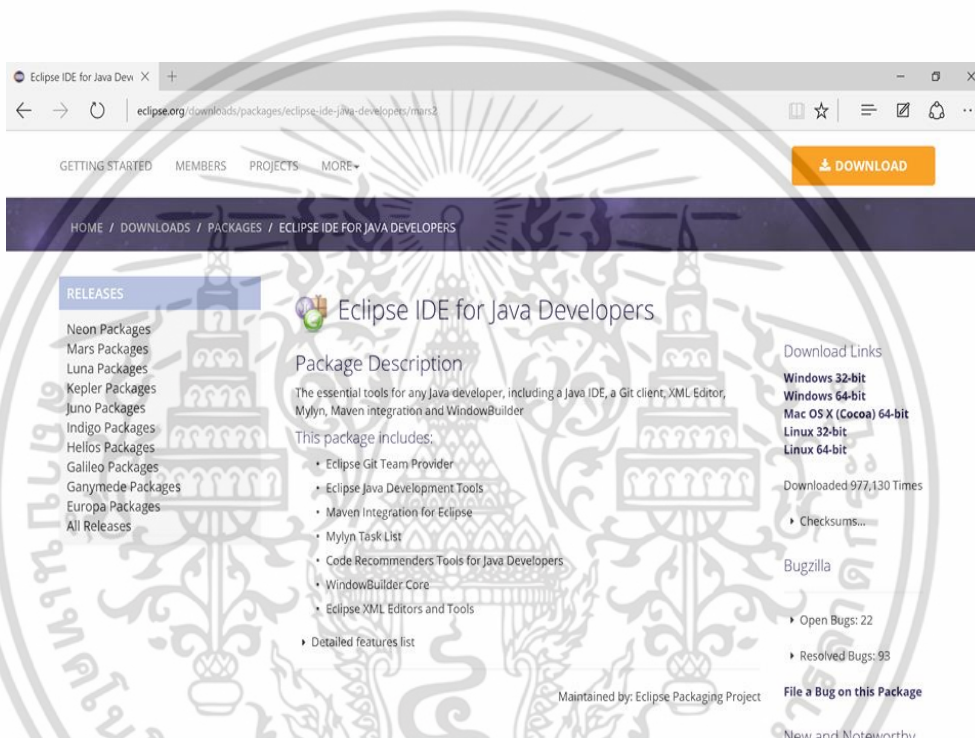 Eclipse IDE for Java Deve
eclipse.org/downloads/packages/eclipse-ide-java-developers/mars2
GETTING STARTED MEMBERS PROJECTS MORE
DOWNLOAD
HOME / DOWNLOADS / PACKAGES / ECLIPSE IDE FOR JAVA DEVELOPERS
RELEASES
Neon Packages
Mars Packages
Luna Packages
Kepler Packages
Juno Packages
Indigo Packages
Helios Packages
Galileo Packages
Ganymede Packages
Europa Packages
All Releases
Eclipse IDE for Java Developers
Package Description
The essential tools for any Java developer, including a Java IDE, a Git client, XML Editor,
Mylyn, Maven integration and WindowBuilder
This package includes:
• Eclipse Git Team Provider
• Eclipse Java Development Tools
• Maven Integration for Eclipse
• Mylyn Task List
• Code Recommenders Tools for Java Developers
• WindowBuilder Core
• Eclipse XML Editors and Tools
Detailed features list
Maintained by: Eclipse Packaging Project
Download Links
Windows 32-bit
Windows 64-bit
Mac OS X (Cocoa) 64-bit
Linux 32-bit
Linux 64-bit
Downloaded 977,130 Times
Checksums...
Bugzilla
Open Bugs: 22
Resolved Bugs: 93
File a Bug on this Package
New and Noteworthy